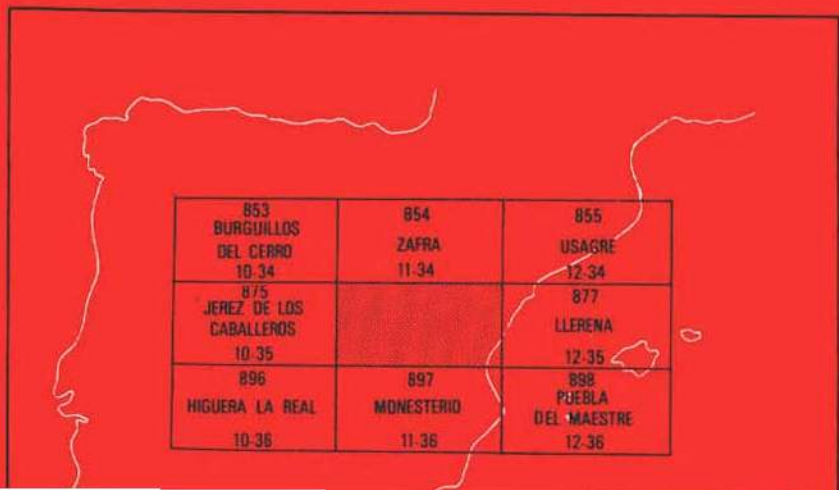 853
BURGUILLOS
DEL CERRO
10-34
854
ZAFRA
11-34
855
USAGRE
12-34
875
JEREZ DE LOS
CABALLEROS
10-35
877
LLERENA
12-35
896
HIGUERA LA REAL
10-36
897
MONESTERIO
11-36
898
PUEBLA
DEL MAESTRE
12-36